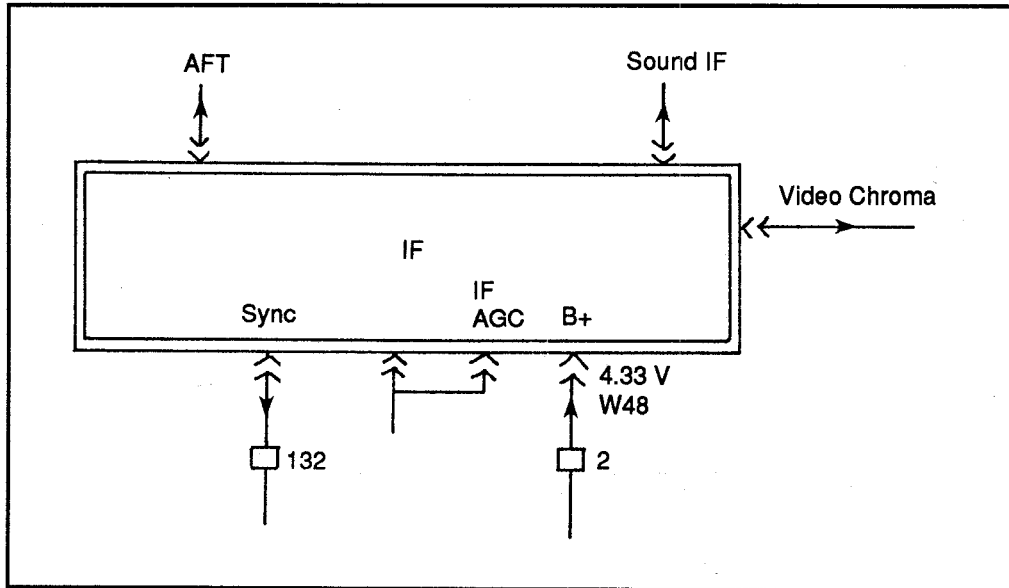 AFT
Sound IF
Video Chroma
IF
IF
AGC
Sync
B+
4.33 V
W48
132
2